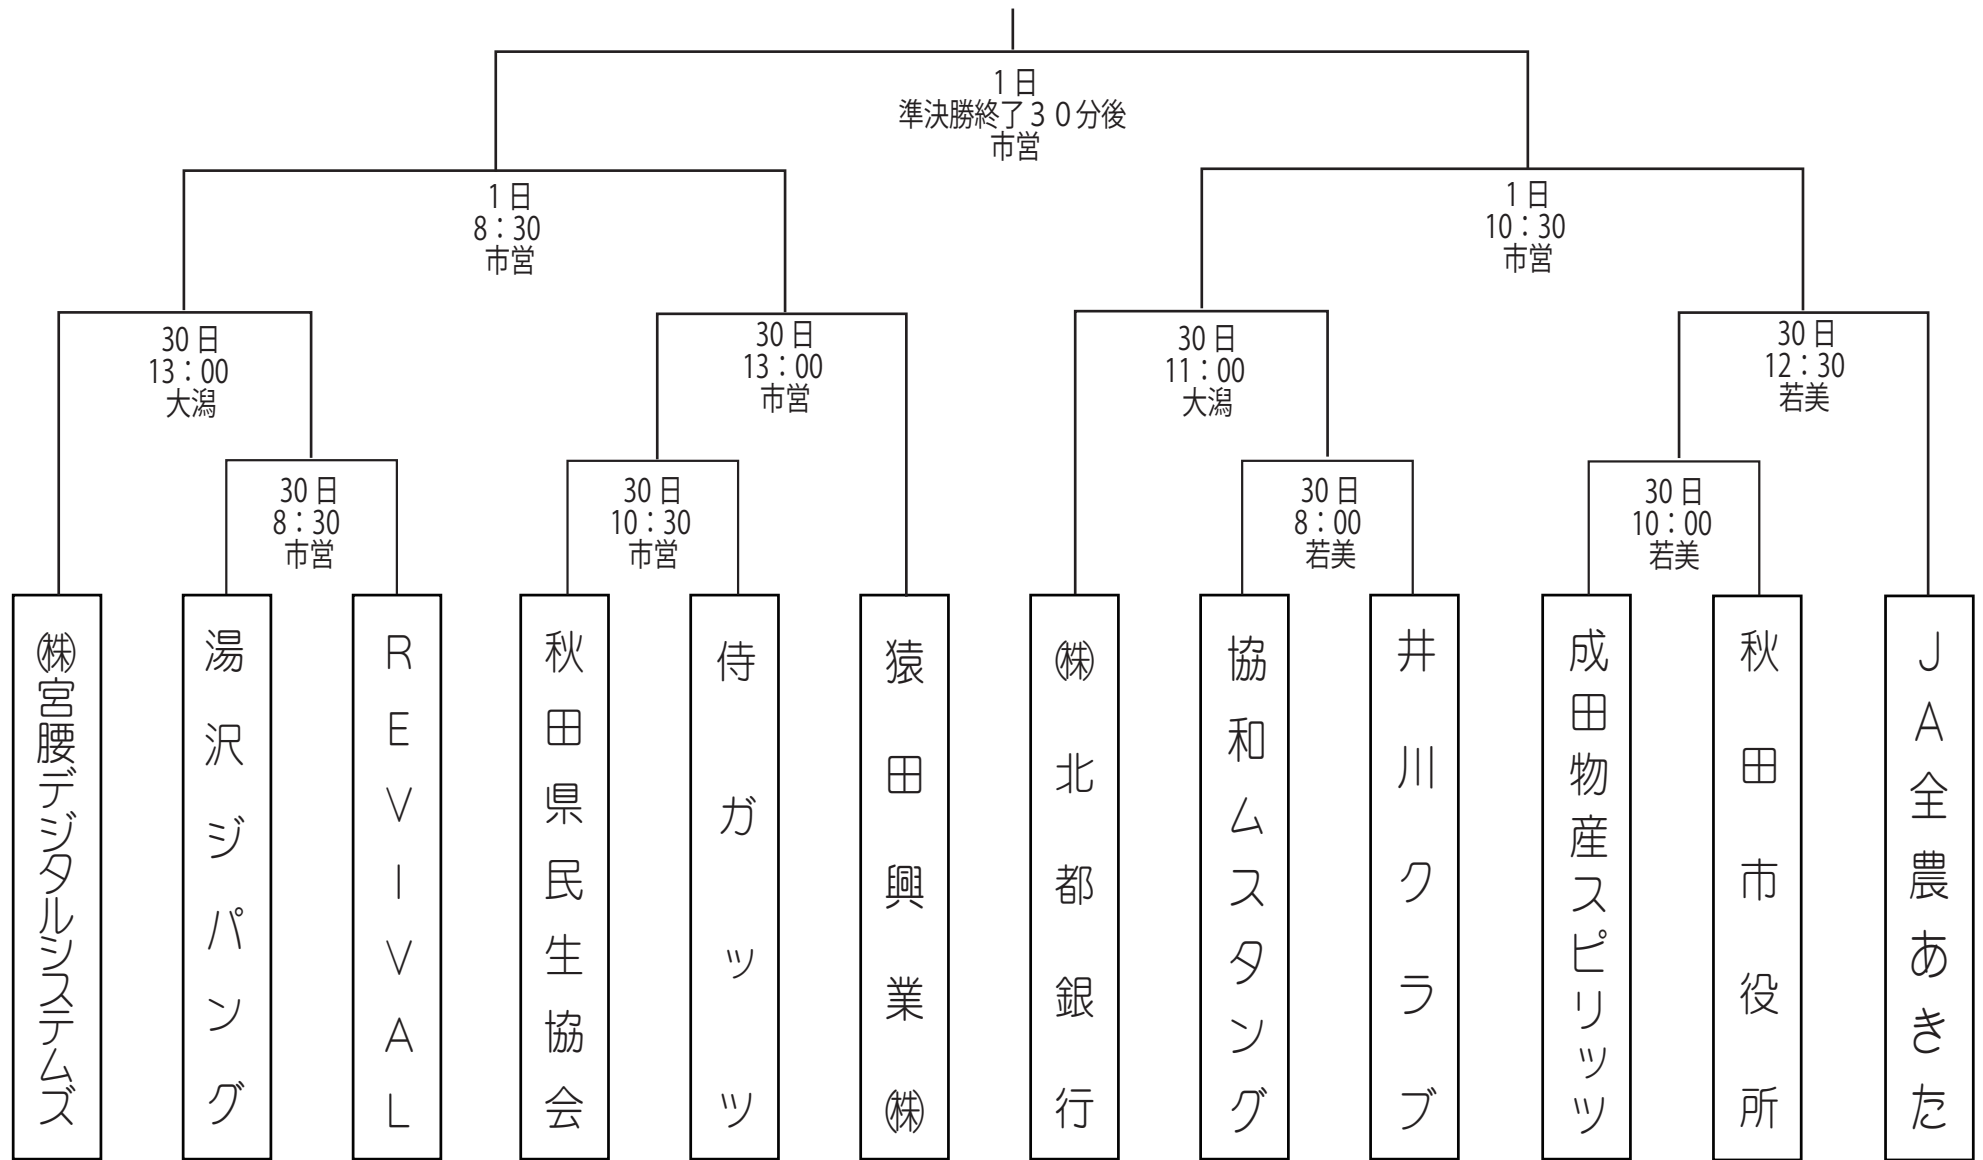 1日
準決勝終了３０分後
市営
1日
8：30
市営
1日
10：30
市営
30日
13：00
大潟
30日
13：00
市営
30日
11：00
大潟
30日
12：30
若美
30日
8：30
市営
30日
10：30
市営
30日
8：00
若美
30日
10：00
若美
㈱宮腰デジタルシステムズ
湯沢ジパング
ＲＥＶＩＶＡＬ
秋田県民生協会
侍ガッツ
猿田興業㈱
㈱北都銀行
協和ムスタング
井川クラブ
成田物産スピリッツ
秋田市役所
ＪＡ全農あきた